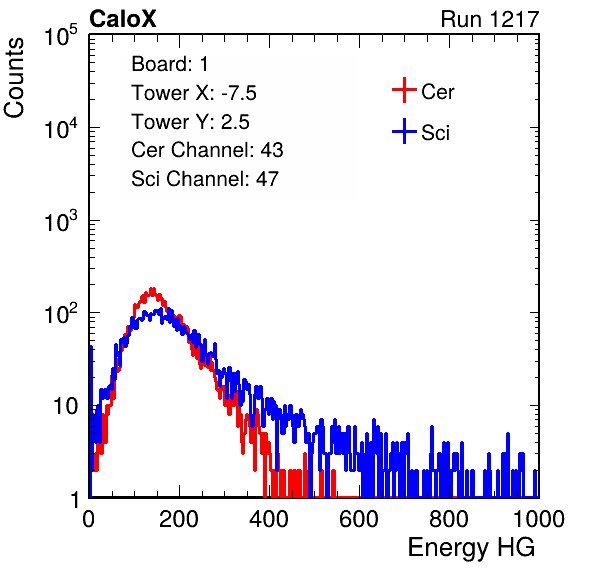 CaloX Run 1217
Counts
10^5
10^4
10^3
10^2
10
1
Board: 1
Tower X: -7.5
Tower Y: 2.5
Cer Channel: 43
Sci Channel: 47
Cer
Sci
0 200 400 600 800 1000
Energy HG